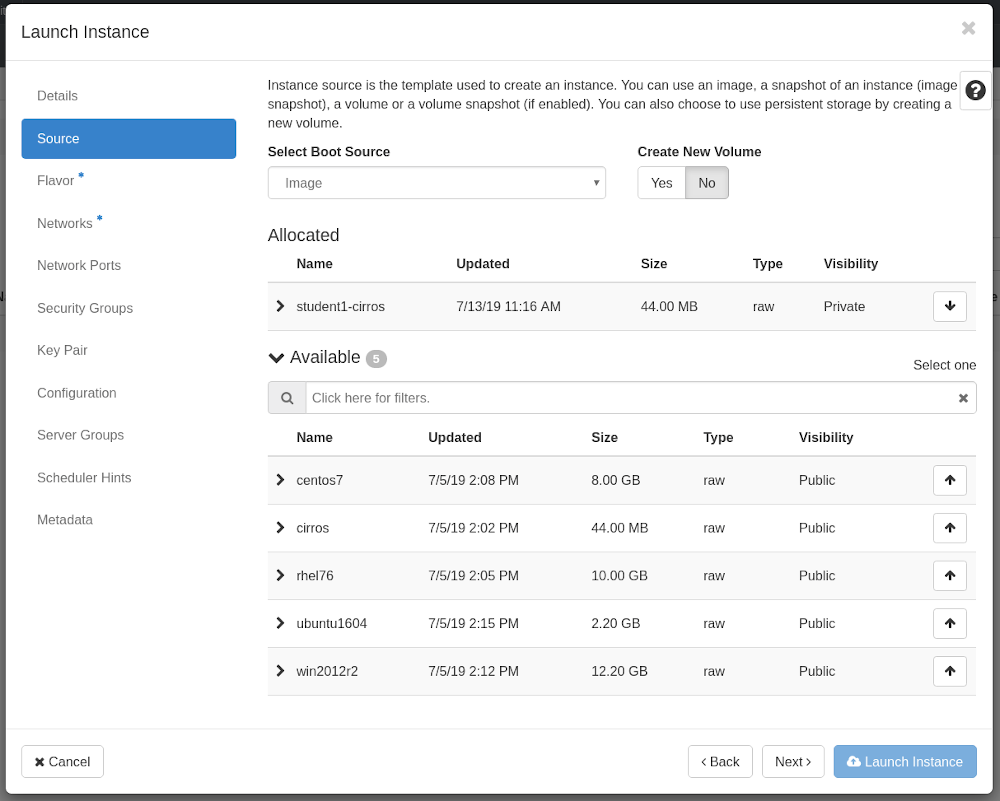 Launch Instance
Details
Source
Flavor *
Networks *
Network Ports
Security Groups
Key Pair
Configuration
Server Groups
Scheduler Hints
Metadata
Instance source is the template used to create an instance. You can use an image, a snapshot of an instance (image
snapshot), a volume or a volume snapshot (if enabled). You can also choose to use persistent storage by creating a
new volume.
Select Boot Source Create New Volume
Image Yes No
Allocated
Name Updated Size Type Visibility
student1-cirros 7/13/19 11:16 AM 44.00 MB raw Private
Available 5
Select one
Click here for filters.
Name Updated Size Type Visibility
centos7 7/5/19 2:08 PM 8.00 GB raw Public
cirros 7/5/19 2:02 PM 44.00 MB raw Public
rhel76 7/5/19 2:05 PM 10.00 GB raw Public
ubuntu1604 7/5/19 2:15 PM 2.20 GB raw Public
win2012r2 7/5/19 2:12 PM 12.20 GB raw Public
Cancel ‹ Back Next › Launch Instance